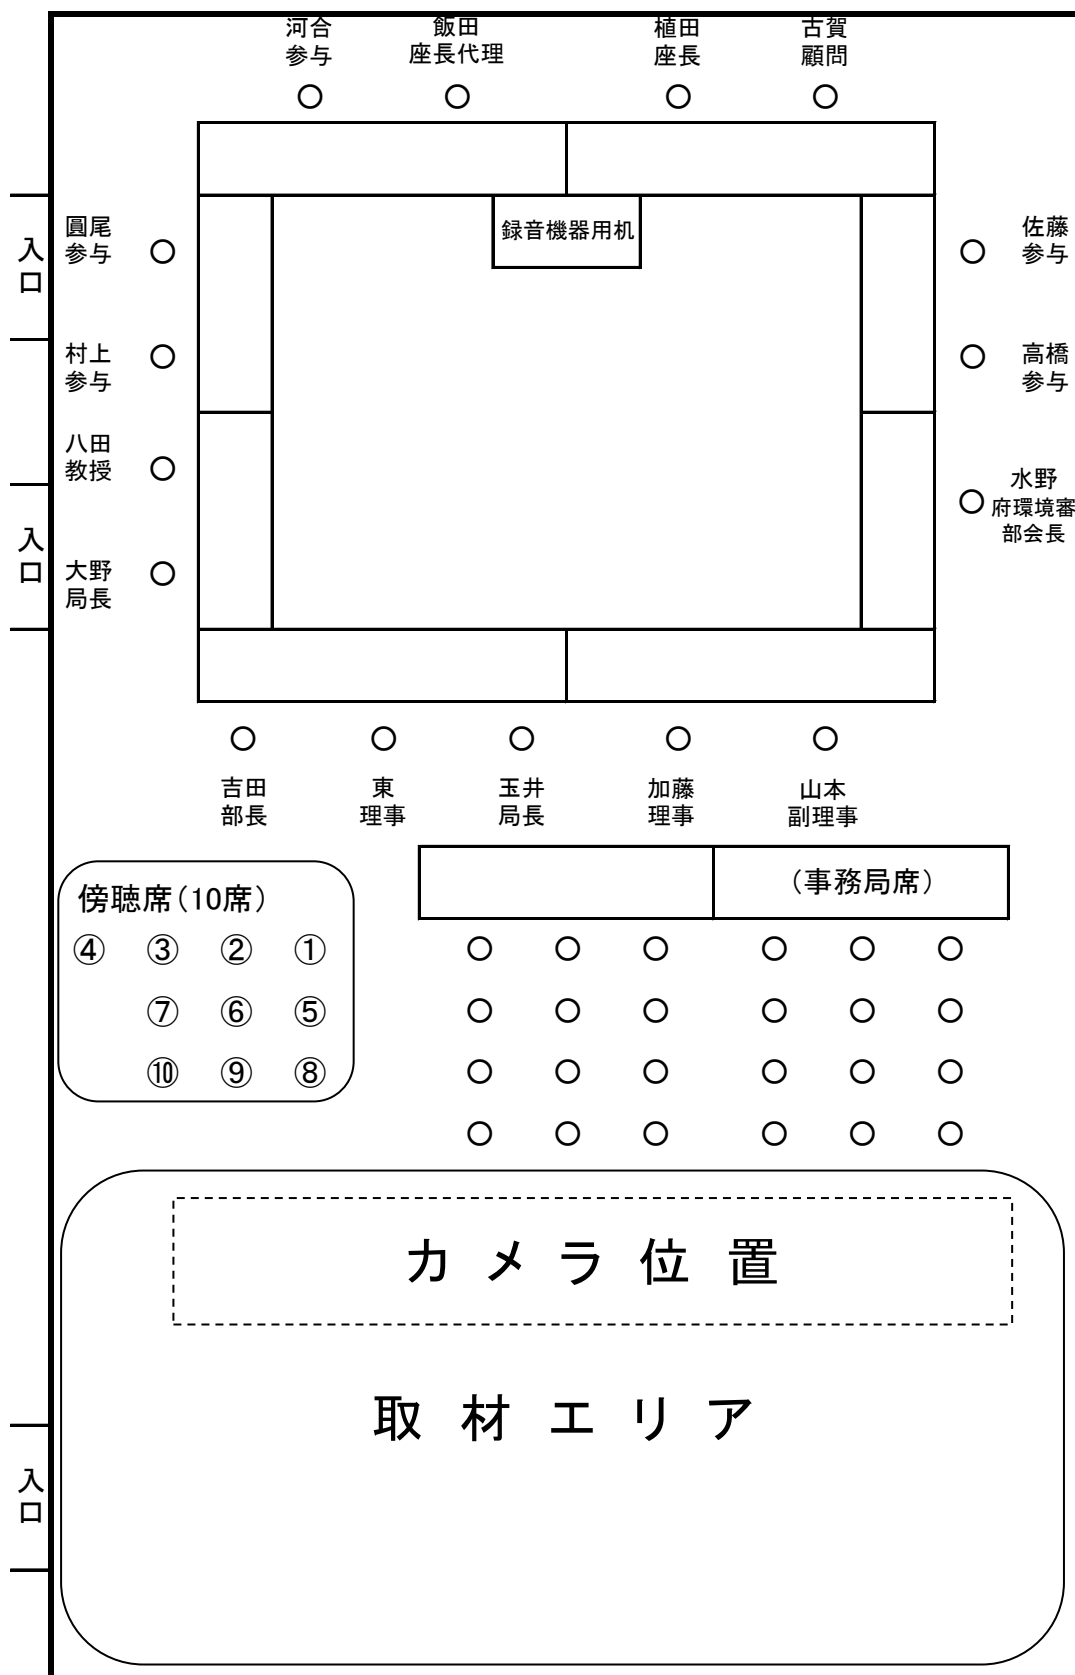 河合
参与
飯田
座長代理
植田
座長
古賀
顧問
録音機器用机
入
口
圓尾
参与
佐藤
参与
村上
参与
高橋
参与
八田
教授
水野
府環境審
部会長
入
口
大野
局長
吉田
部長
東
理事
玉井
局長
加藤
理事
山本
副理事
傍聴席(10席)
(事務局席)
④ ③ ② ①
⑦ ⑥ ⑤
⑩ ⑨ ⑧
カメラ位置
取材エリア
入
口